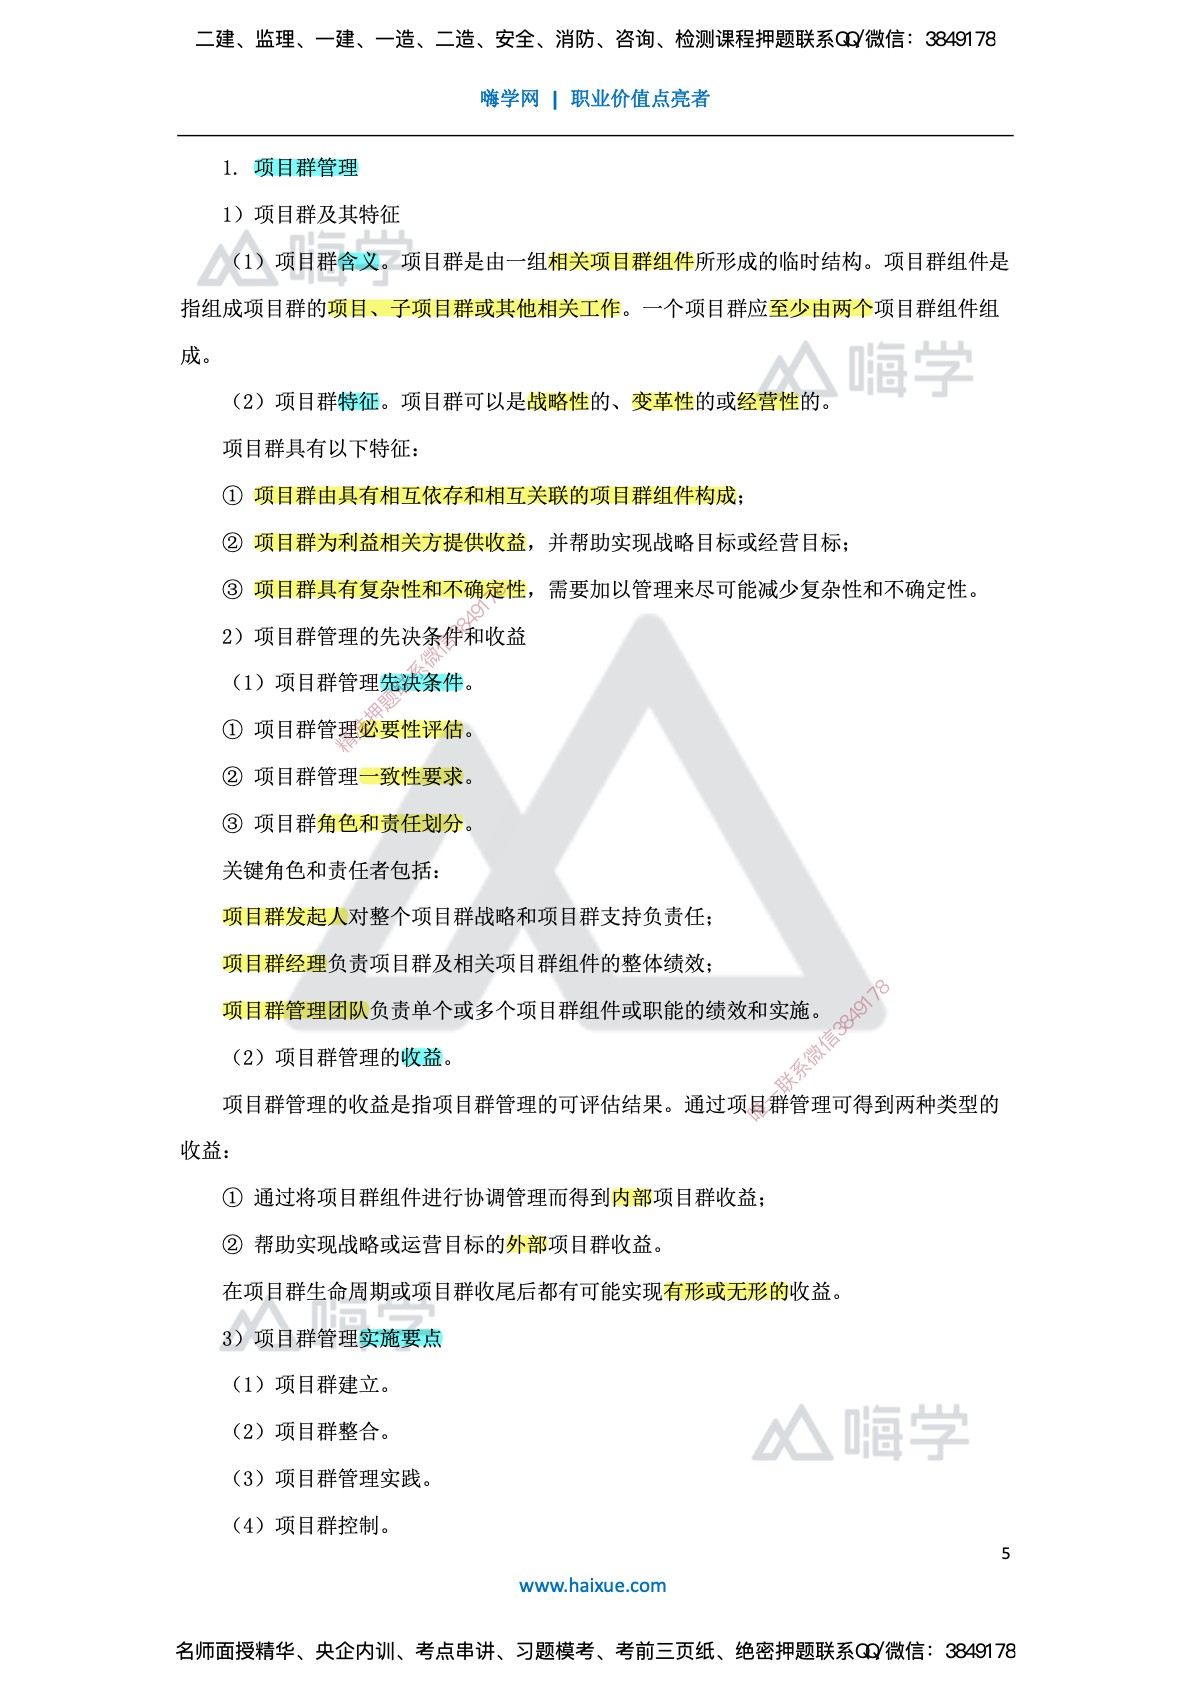 二建、监理、一建、一造、二造、安全、消防、咨询、检测课程押题联系QQ/微信：3849178
嗨学网 | 职业价值点亮者
1. 项目群管理
1）项目群及其特征
嗨学
（1）项目群含义。项目群是由一组相关项目群组件所形成的临时结构。项目群组件是
指组成项目群的项目、子项目群或其他相关工作。一个项目群应至少由两个项目群组件组
成。
嗨学
（2）项目群特征。项目群可以是战略性的、变革性的或经营性的。
项目群具有以下特征：
① 项目群由具有相互依存和相互关联的项目群组件构成；
② 项目群为利益相关方提供收益，并帮助实现战略目标或经营目标；
③ 项目群具有复杂性和不确定性，需要加以管理来尽可能减少复杂性和不确定性。
2）项目群管理的先决条件和收益
（1）项目群管理先决条件。
① 项目群管理必要性评估。
② 项目群管理一致性要求。
③ 项目群角色和责任划分。
关键角色和责任者包括：
项目群发起人对整个项目群战略和项目群支持负责任；
项目群经理负责项目群及相关项目群组件的整体绩效；
项目群管理团队负责单个或多个项目群组件或职能的绩效和实施。
唯一联系微信3849178
（2）项目群管理的收益。
项目群管理的收益是指项目群管理的可评估结果。通过项目群管理可得到两种类型的
收益：
① 通过将项目群组件进行协调管理而得到内部项目群收益；
② 帮助实现战略或运营目标的外部项目群收益。
在项目群生命周期或项目群收尾后都有可能实现有形或无形的收益。
嗨学
3）项目群管理实施要点
（1）项目群建立。
（2）项目群整合。
嗨学
（3）项目群管理实践。
（4）项目群控制。
5
www.haixue.com
名师面授精华、央企内训、考点串讲、习题模考、考前三页纸、绝密押题联系QQ/微信：3849178